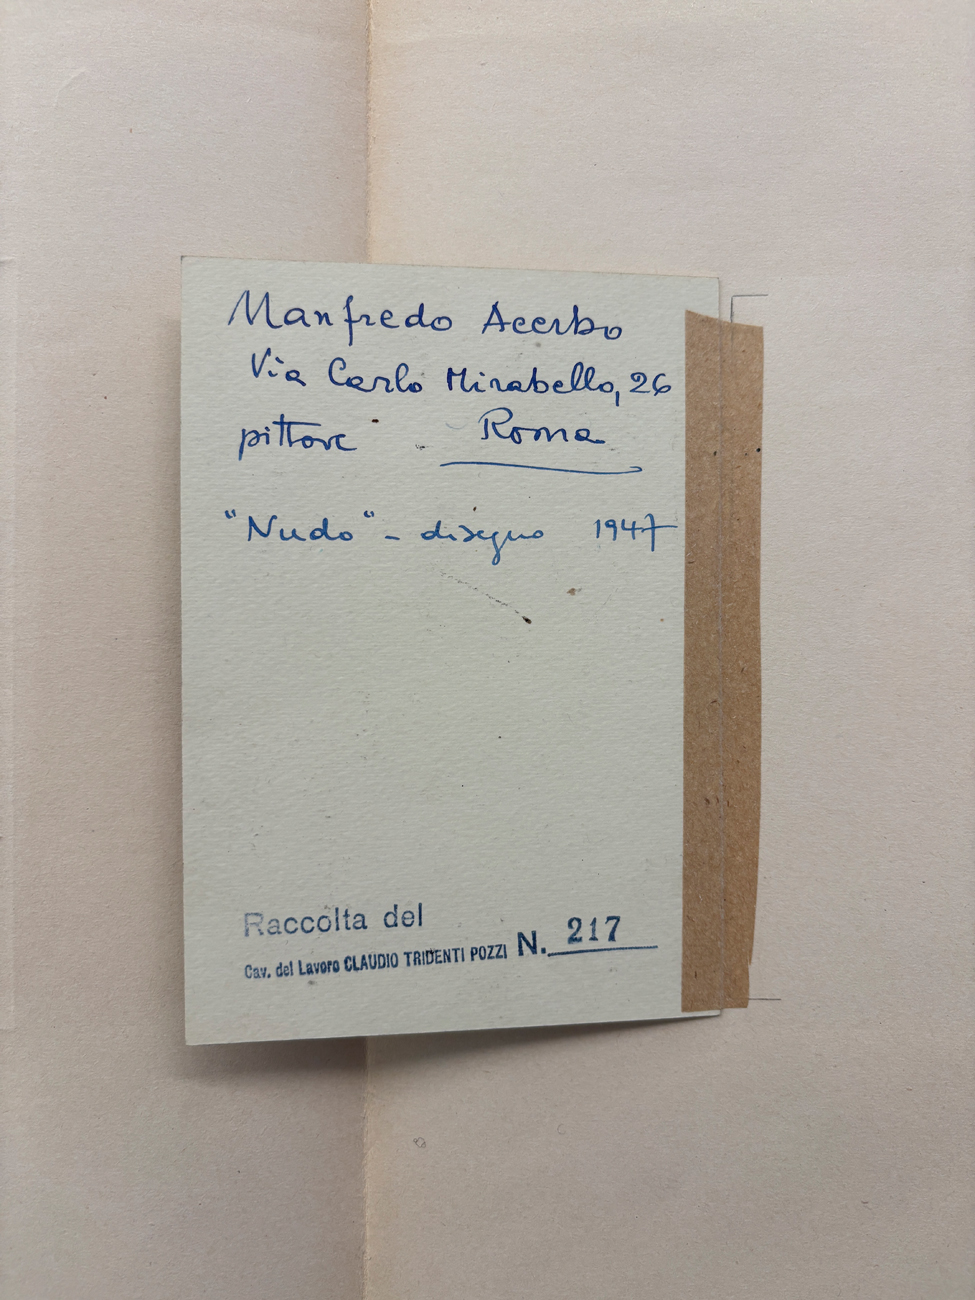 Manfredo Acerbo
Via Carlo Mirabello, 26
pittore Roma
"Nudo" - disegno 1947
Raccolta del
Cav. del Lavoro CLAUDIO TRIDENTI POZZI N. 217